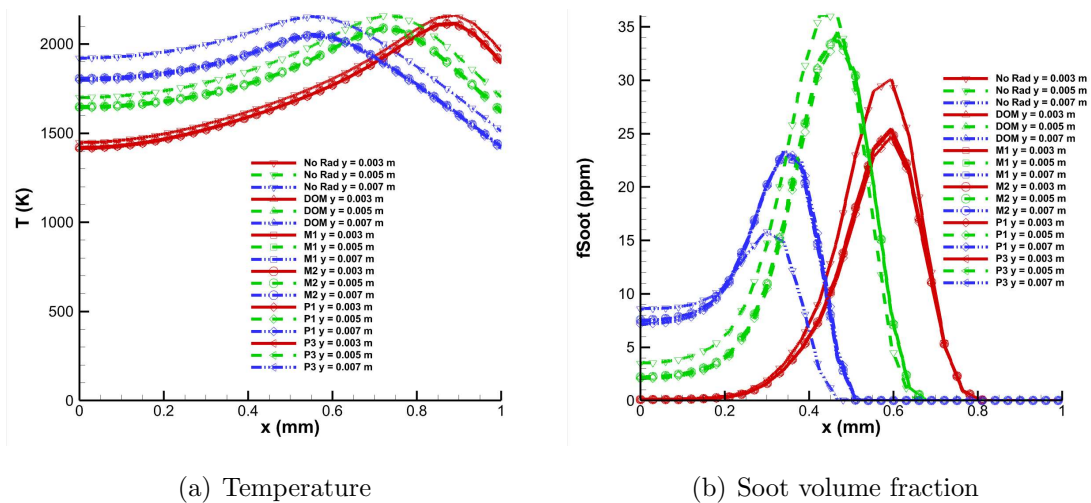 T (K)
2000
1500
1000
500
0
0
0.2
0.4
0.6
0.8
1
x (mm)
No Rad y = 0.003 m
No Rad y = 0.005 m
No Rad y = 0.007 m
DOM y = 0.003 m
DOM y = 0.005 m
DOM y = 0.007 m
M1 y = 0.003 m
M1 y = 0.005 m
M1 y = 0.007 m
M2 y = 0.003 m
M2 y = 0.005 m
M2 y = 0.007 m
P1 y = 0.003 m
P1 y = 0.005 m
P1 y = 0.007 m
P3 y = 0.003 m
P3 y = 0.005 m
P3 y = 0.007 m
(a) Temperature
fSoot (ppm)
35
30
25
20
15
10
5
0
0
0.2
0.4
0.6
0.8
1
x (mm)
No Rad y = 0.003 m
No Rad y = 0.005 m
No Rad y = 0.007 m
DOM y = 0.003 m
DOM y = 0.005 m
DOM y = 0.007 m
M1 y = 0.003 m
M1 y = 0.005 m
M1 y = 0.007 m
M2 y = 0.003 m
M2 y = 0.005 m
M2 y = 0.007 m
P1 y = 0.003 m
P1 y = 0.005 m
P1 y = 0.007 m
P3 y = 0.003 m
P3 y = 0.005 m
P3 y = 0.007 m
(b) Soot volume fraction